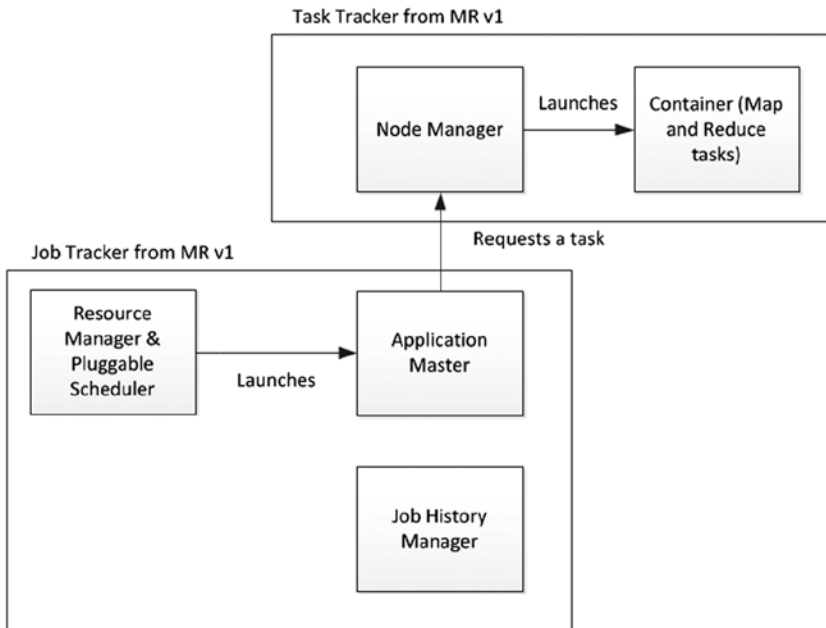 Task Tracker from MR v1
Node Manager
Launches
Container (Map
and Reduce
tasks)
Requests a task
Job Tracker from MR v1
Resource
Manager &
Pluggable
Scheduler
Launches
Application
Master
Job History
Manager